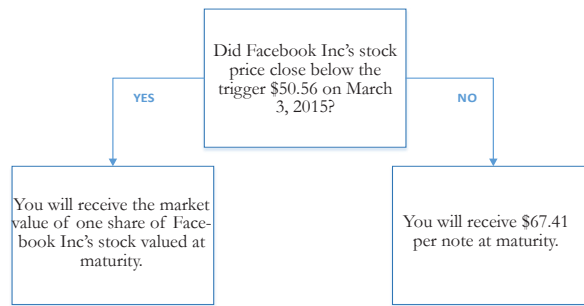 Did Facebook Inc's stock
price close below the
trigger $50.56 on March
3, 2015?
YES
NO
You will receive the market
value of one share of Face-
book Inc's stock valued at
maturity.
You will receive $67.41
per note at maturity.